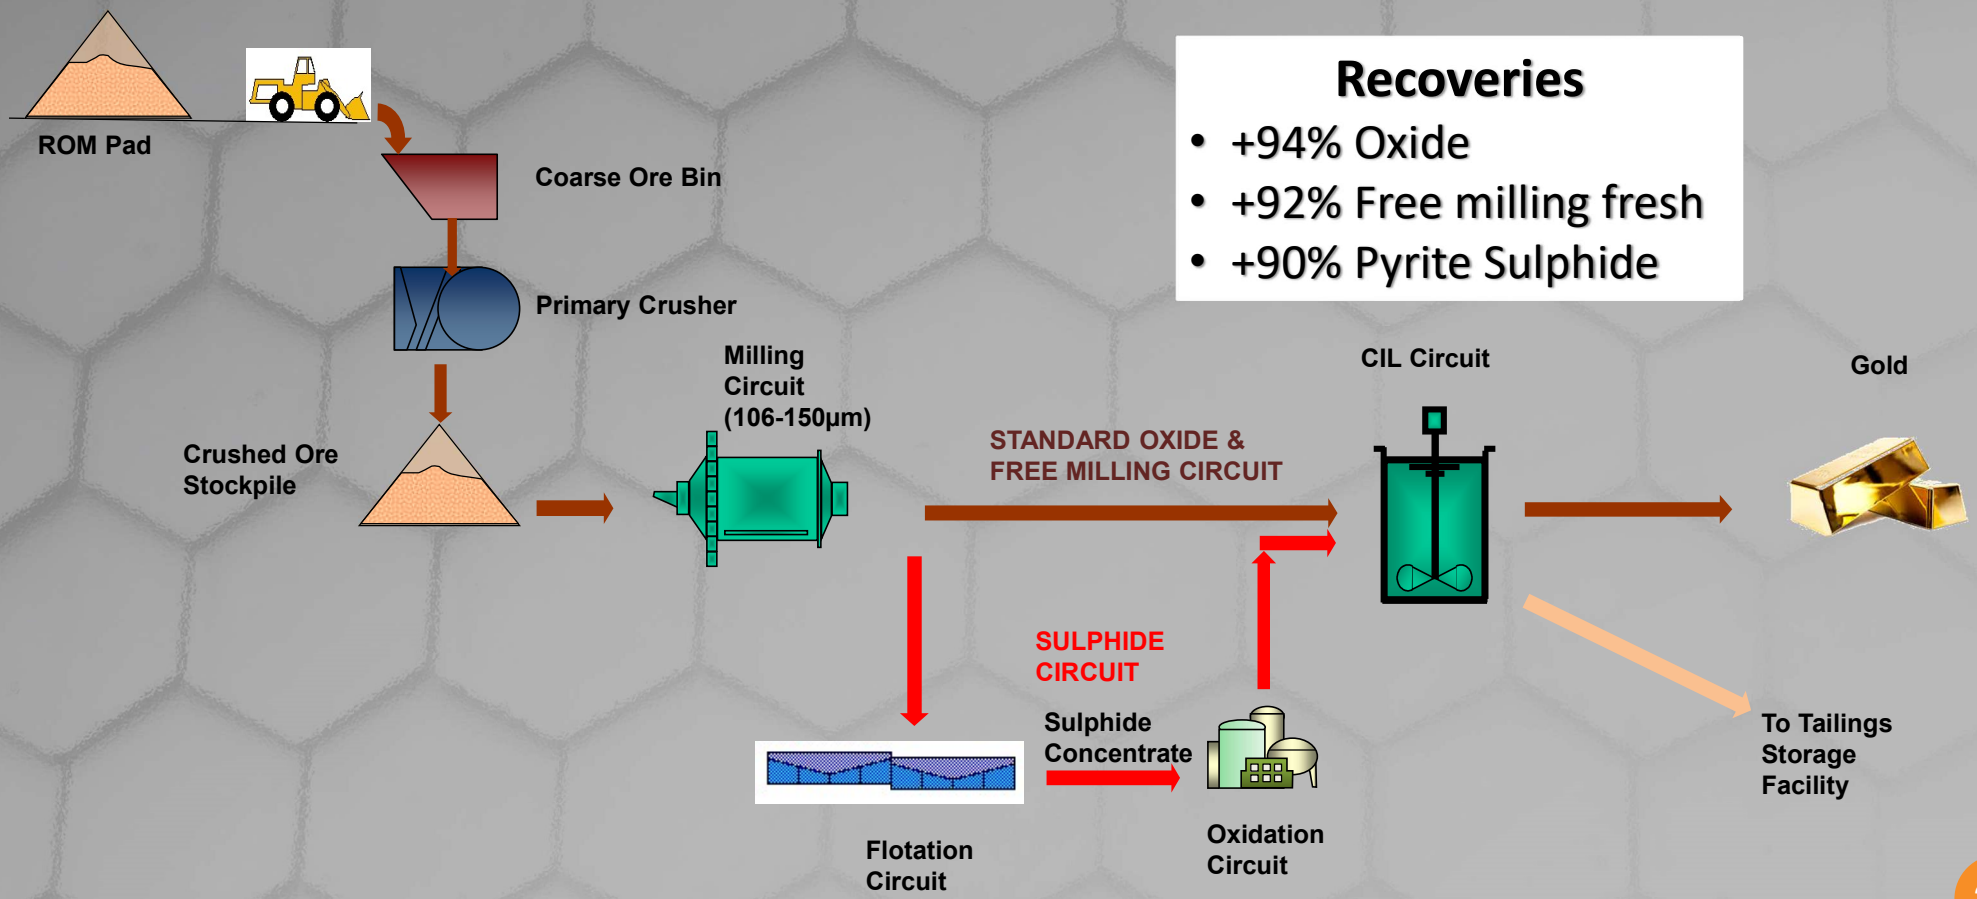 Recoveries
• +94% Oxide
• +92% Free milling fresh
• +90% Pyrite Sulphide
ROM Pad
Coarse Ore Bin
Primary Crusher
Milling
Circuit
(106-150µm)
Crushed Ore
Stockpile
STANDARD OXIDE &
FREE MILLING CIRCUIT
CIL Circuit
Gold
SULPHIDE
CIRCUIT
Sulphide
Concentrate
Flotation
Circuit
Oxidation
Circuit
To Tailings
Storage
Facility